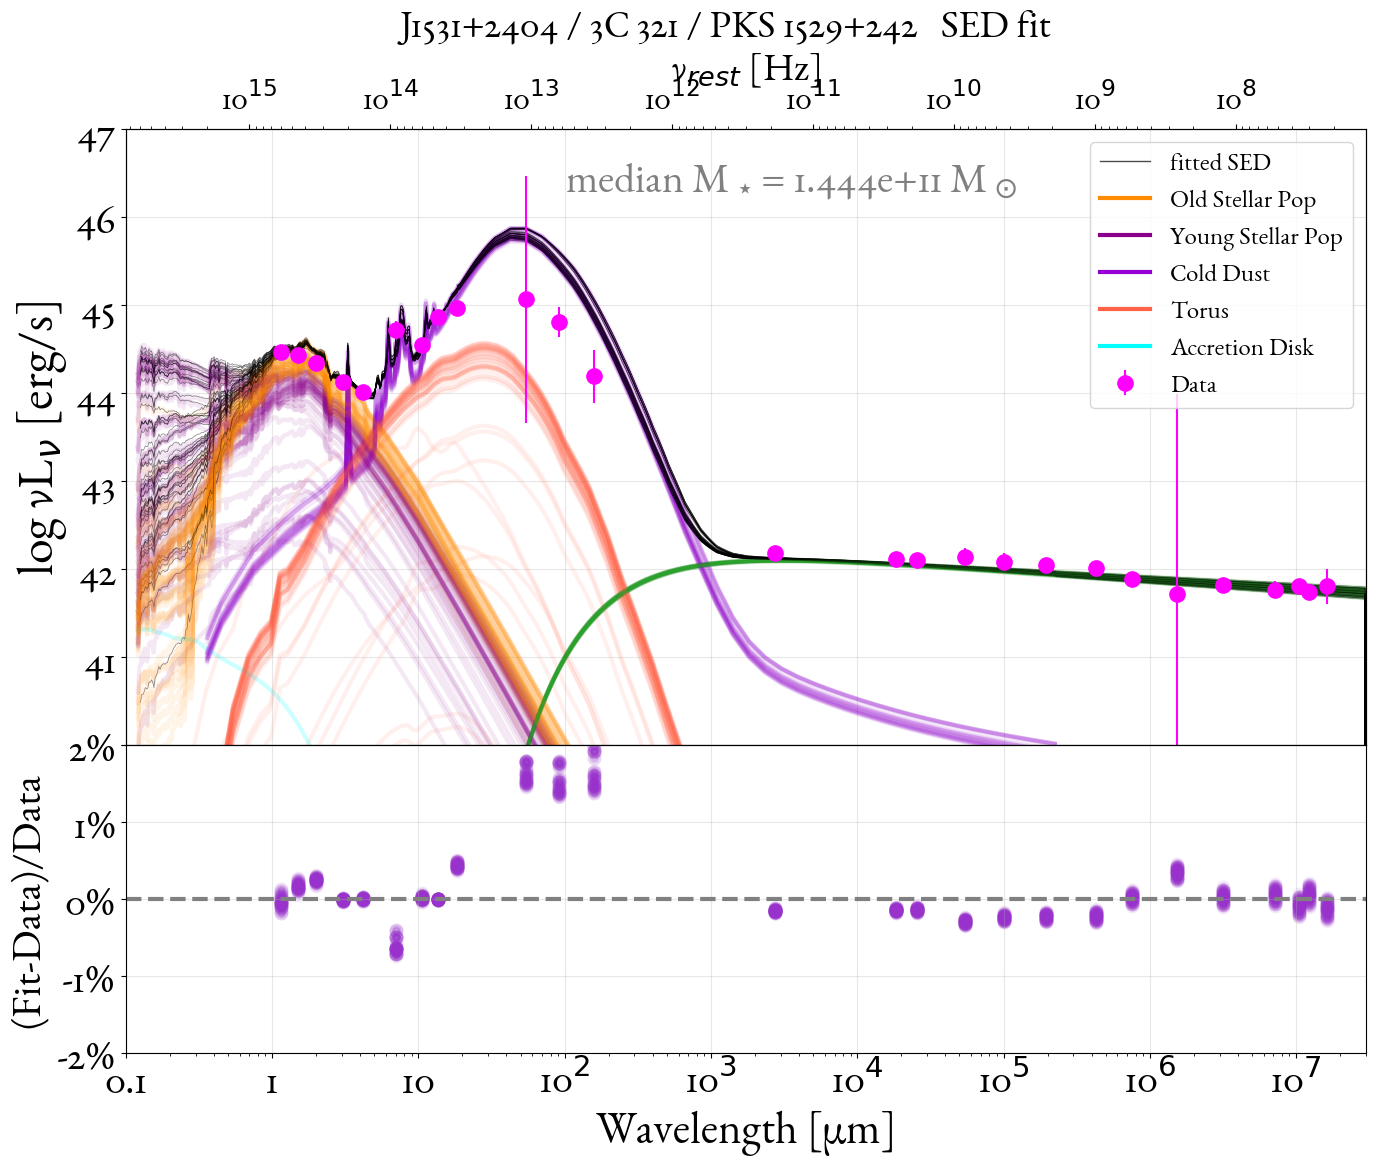 J1531+2404 / 3C 321 / PKS 1529+242 SED fit
ν_rest [Hz]
10^15 10^14 10^13 10^12 10^11 10^10 10^9 10^8
median M⋆ = 1.444e+11 M⊙
fitted SED
Old Stellar Pop
Young Stellar Pop
Cold Dust
Torus
Accretion Disk
Data
log νL_ν [erg/s]
47
46
45
44
43
42
41
(Fit-Data)/Data
2%
1%
0%
-1%
-2%
0.1 1 10 10^2 10^3 10^4 10^5 10^6 10^7
Wavelength [μm]